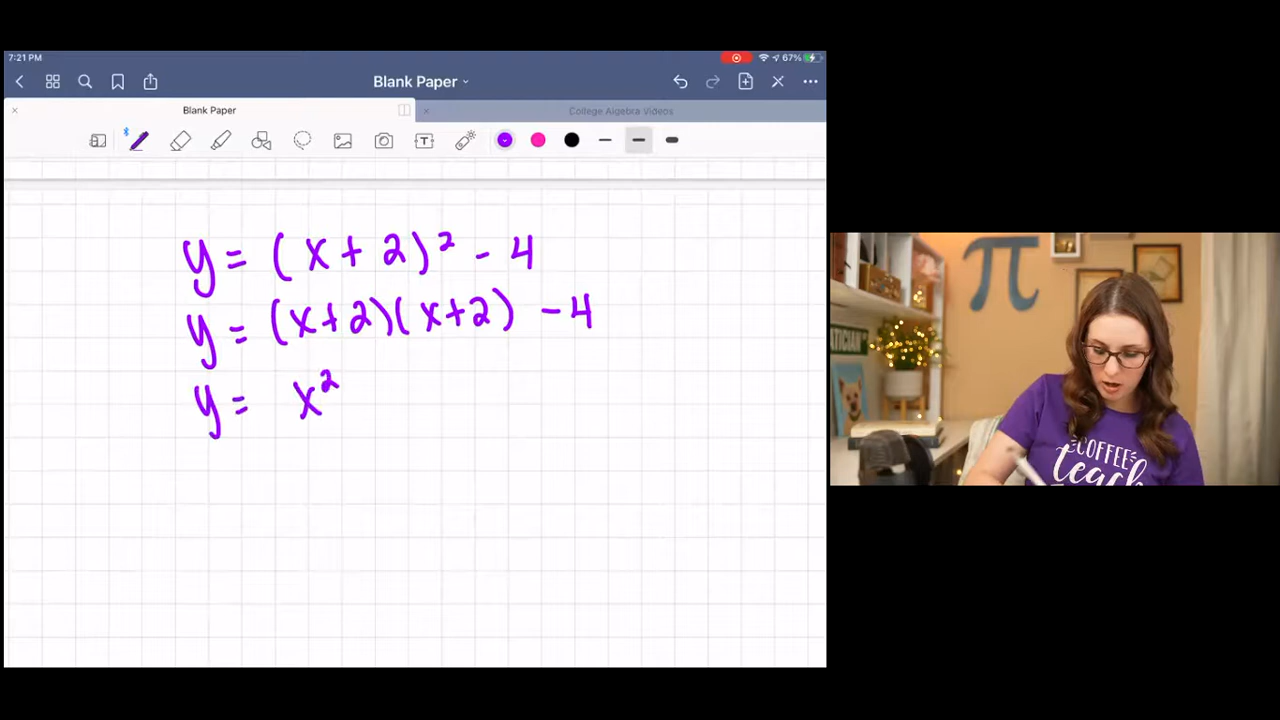 7:21 PM
67%
Blank Paper
Blank Paper
College Algebra Videos
T
y = (x + 2)² - 4
y = (x+2)(x+2) - 4
y = x²
π
COFFEE
teach